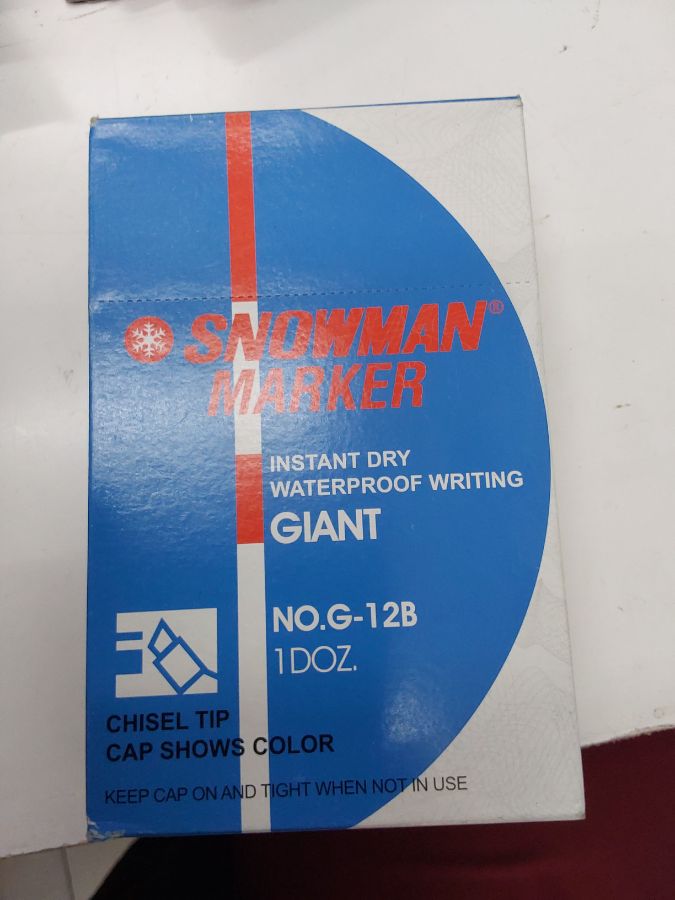 SNOWMAN®
MARKER
INSTANT DRY
WATERPROOF WRITING
GIANT
NO.G-12B
1DOZ.
CHISEL TIP
CAP SHOWS COLOR
KEEP CAP ON AND TIGHT WHEN NOT IN USE